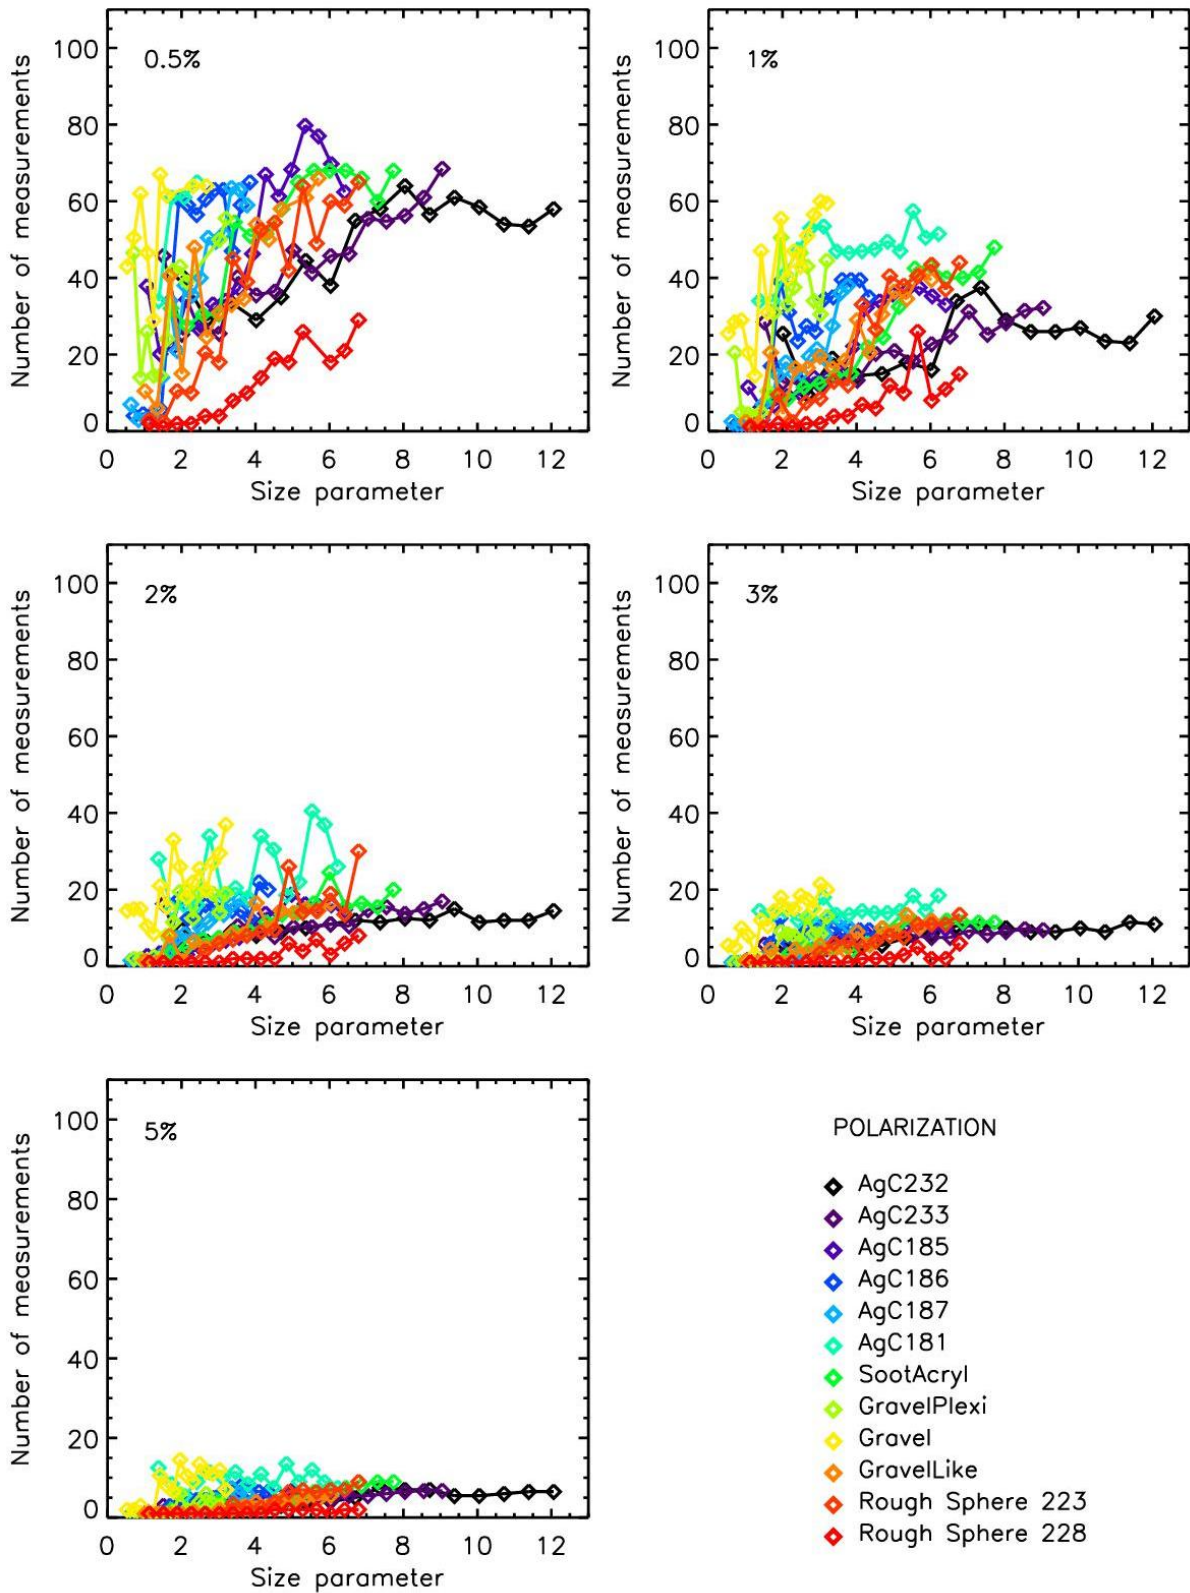 100
80
60
40
20
0
0.5%
Number of measurements
0 2 4 6 8 10 12
Size parameter
100
80
60
40
20
0
1%
Number of measurements
0 2 4 6 8 10 12
Size parameter
100
80
60
40
20
0
2%
Number of measurements
0 2 4 6 8 10 12
Size parameter
100
80
60
40
20
0
3%
Number of measurements
0 2 4 6 8 10 12
Size parameter
100
80
60
40
20
0
5%
Number of measurements
0 2 4 6 8 10 12
Size parameter
POLARIZATION
AgC232
AgC233
AgC185
AgC186
AgC187
AgC181
SootAcryl
GravelPlexi
Gravel
GravelLike
Rough Sphere 223
Rough Sphere 228